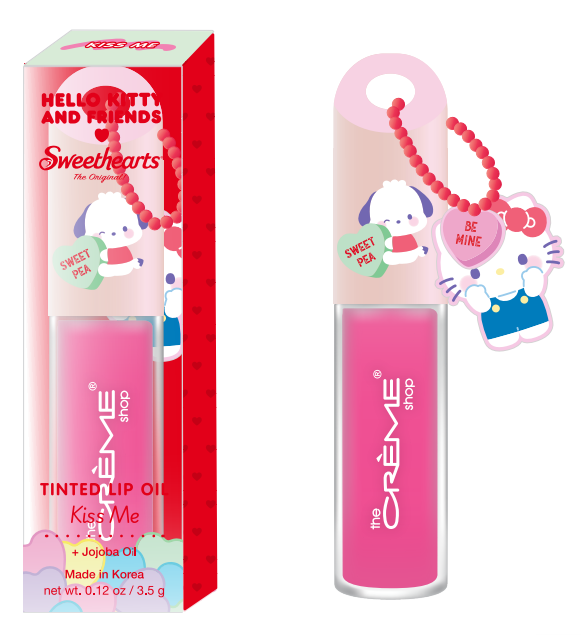 KISS ME
HELLO KITTY
AND FRIENDS
Sweethearts
The Original
SWEET
PEA
the
CRÈME®
shop
TINTED LIP OIL
Kiss Me
+ Jojoba Oil
Made in Korea
net wt. 0.12 oz / 3.5 g
BE
MINE
SWEET
PEA
the
CRÈME®
shop